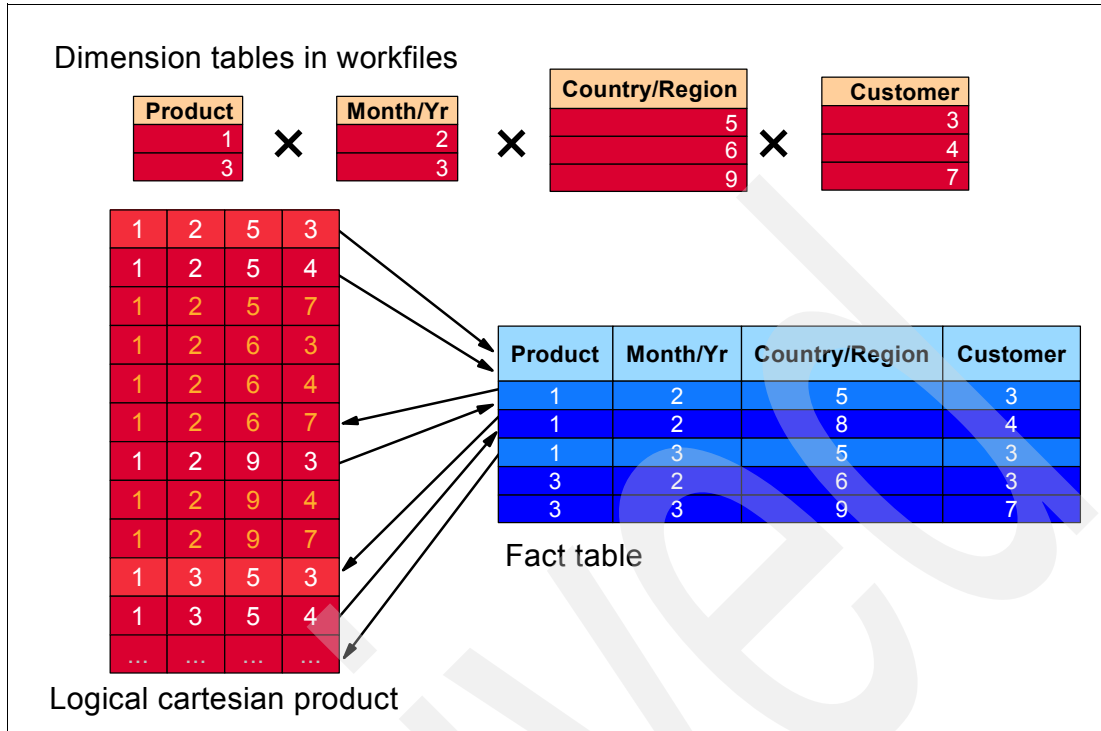 Dimension tables in workfiles
Product
1
3
×
Month/Yr
2
3
×
Country/Region
5
6
9
×
Customer
3
4
7
1 2 5 3
1 2 5 4
1 2 5 7
1 2 6 3
1 2 6 4
1 2 6 7
1 2 9 3
1 2 9 4
1 2 9 7
1 3 5 3
1 3 5 4
... ... ... ...
Logical cartesian product
Product Month/Yr Country/Region Customer
1 2 5 3
1 2 8 4
1 3 5 3
3 2 6 3
3 3 9 7
Fact table
ived